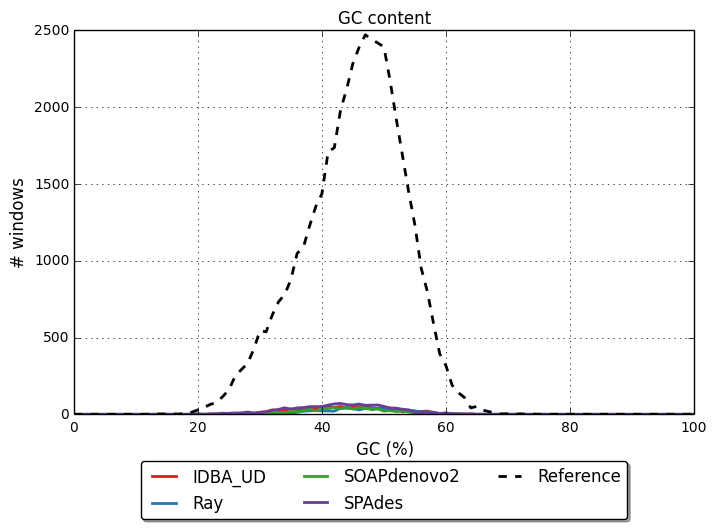 GC content
2500
2000
1500
1000
500
0
# windows
0 20 40 60 80 100
GC (%)
IDBA_UD SOAPdenovo2 Reference
Ray SPAdes